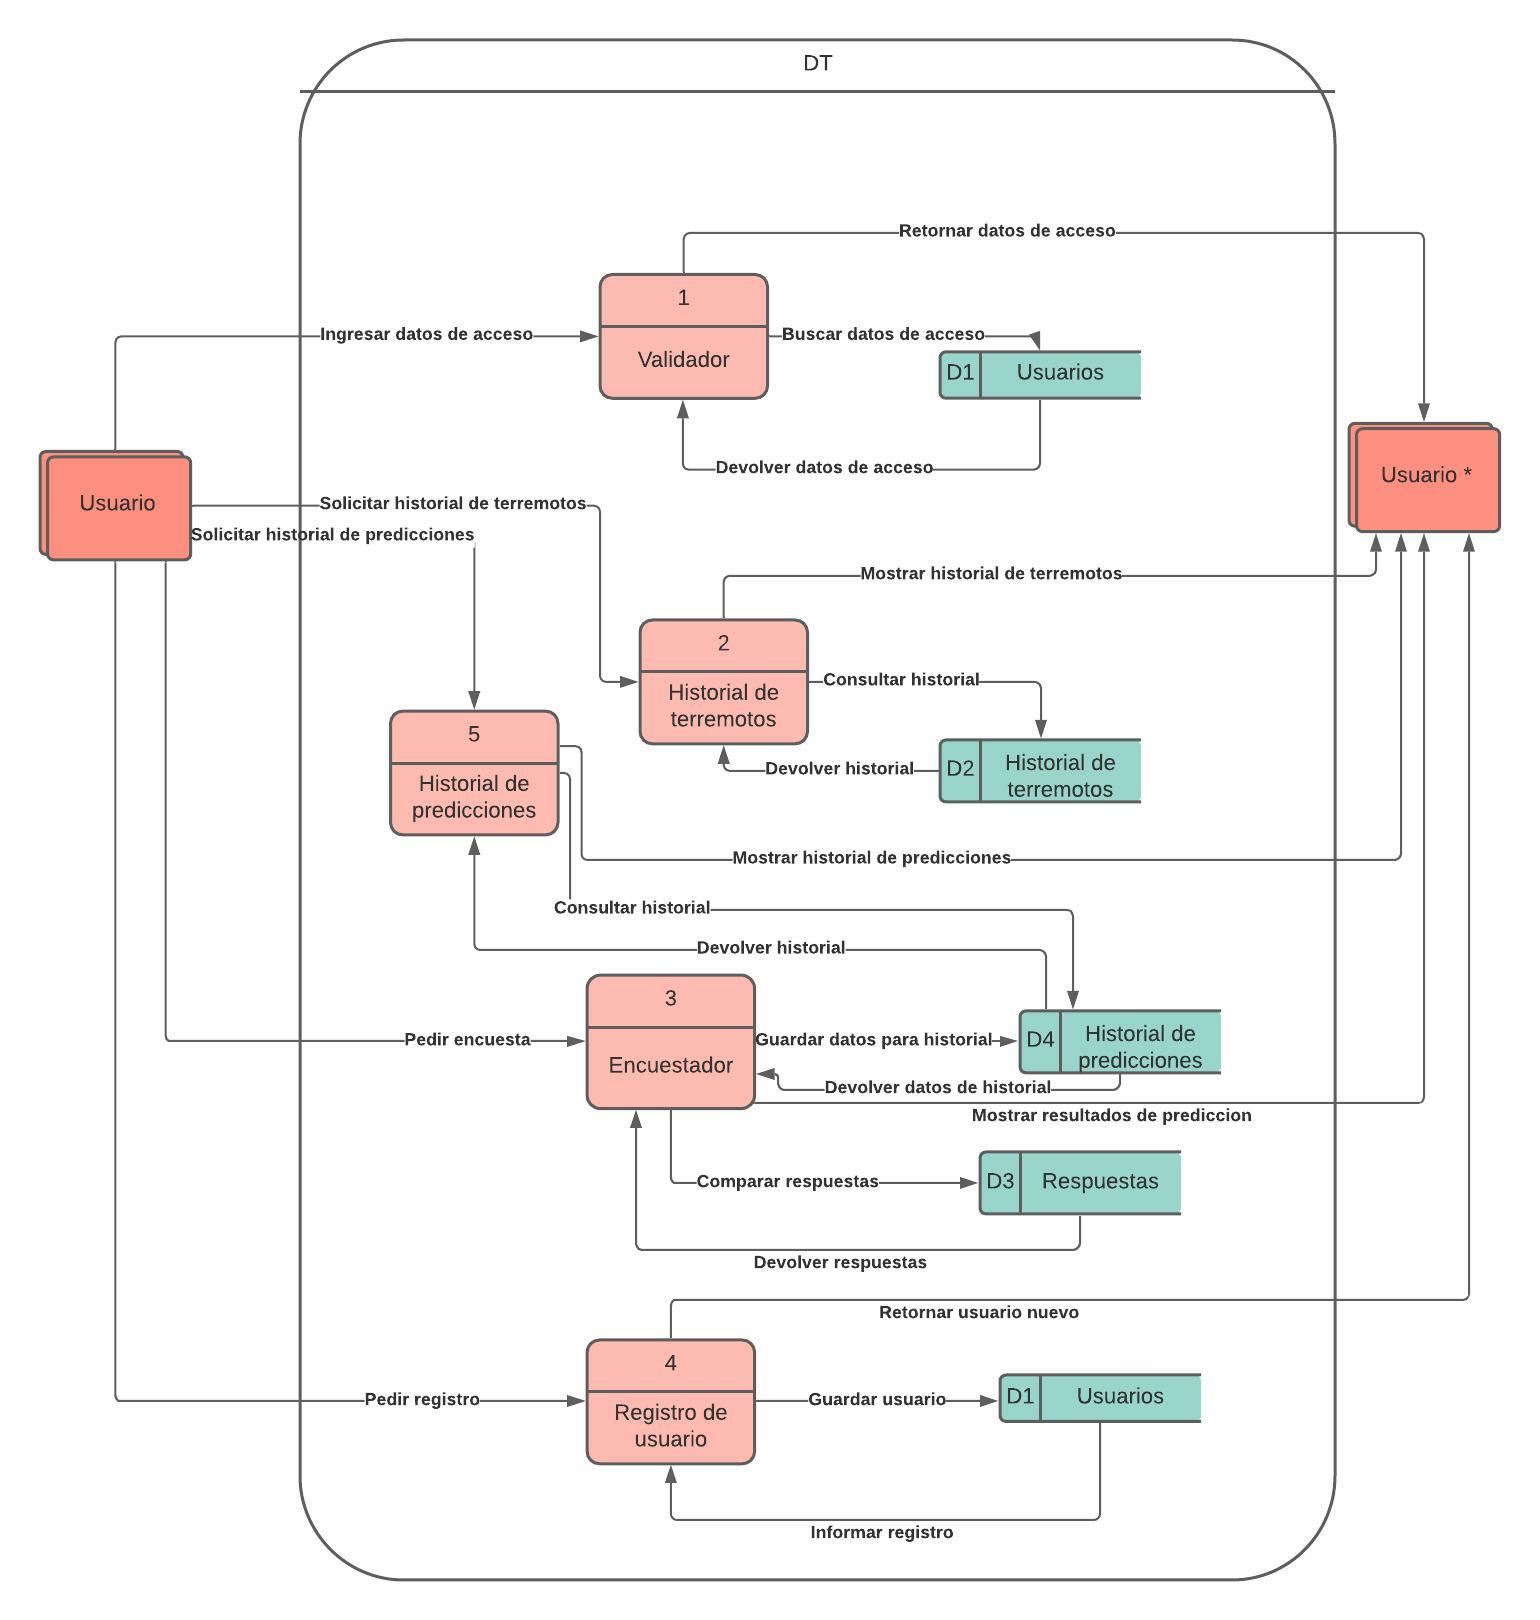 DT
Retornar datos de acceso
1
Validador
Ingresar datos de acceso
Buscar datos de acceso
D1
Usuarios
Devolver datos de acceso
Usuario
Usuario *
Solicitar historial de terremotos
Solicitar historial de predicciones
Mostrar historial de terremotos
2
Historial de
terremotos
Consultar historial
5
Historial de
predicciones
Devolver historial
D2
Historial de
terremotos
Mostrar historial de predicciones
Consultar historial
Devolver historial
3
Encuestador
Pedir encuesta
Guardar datos para historial
D4
Historial de
predicciones
Devolver datos de historial
Mostrar resultados de prediccion
Comparar respuestas
D3
Respuestas
Devolver respuestas
Retornar usuario nuevo
4
Registro de
usuario
Pedir registro
Guardar usuario
D1
Usuarios
Informar registro